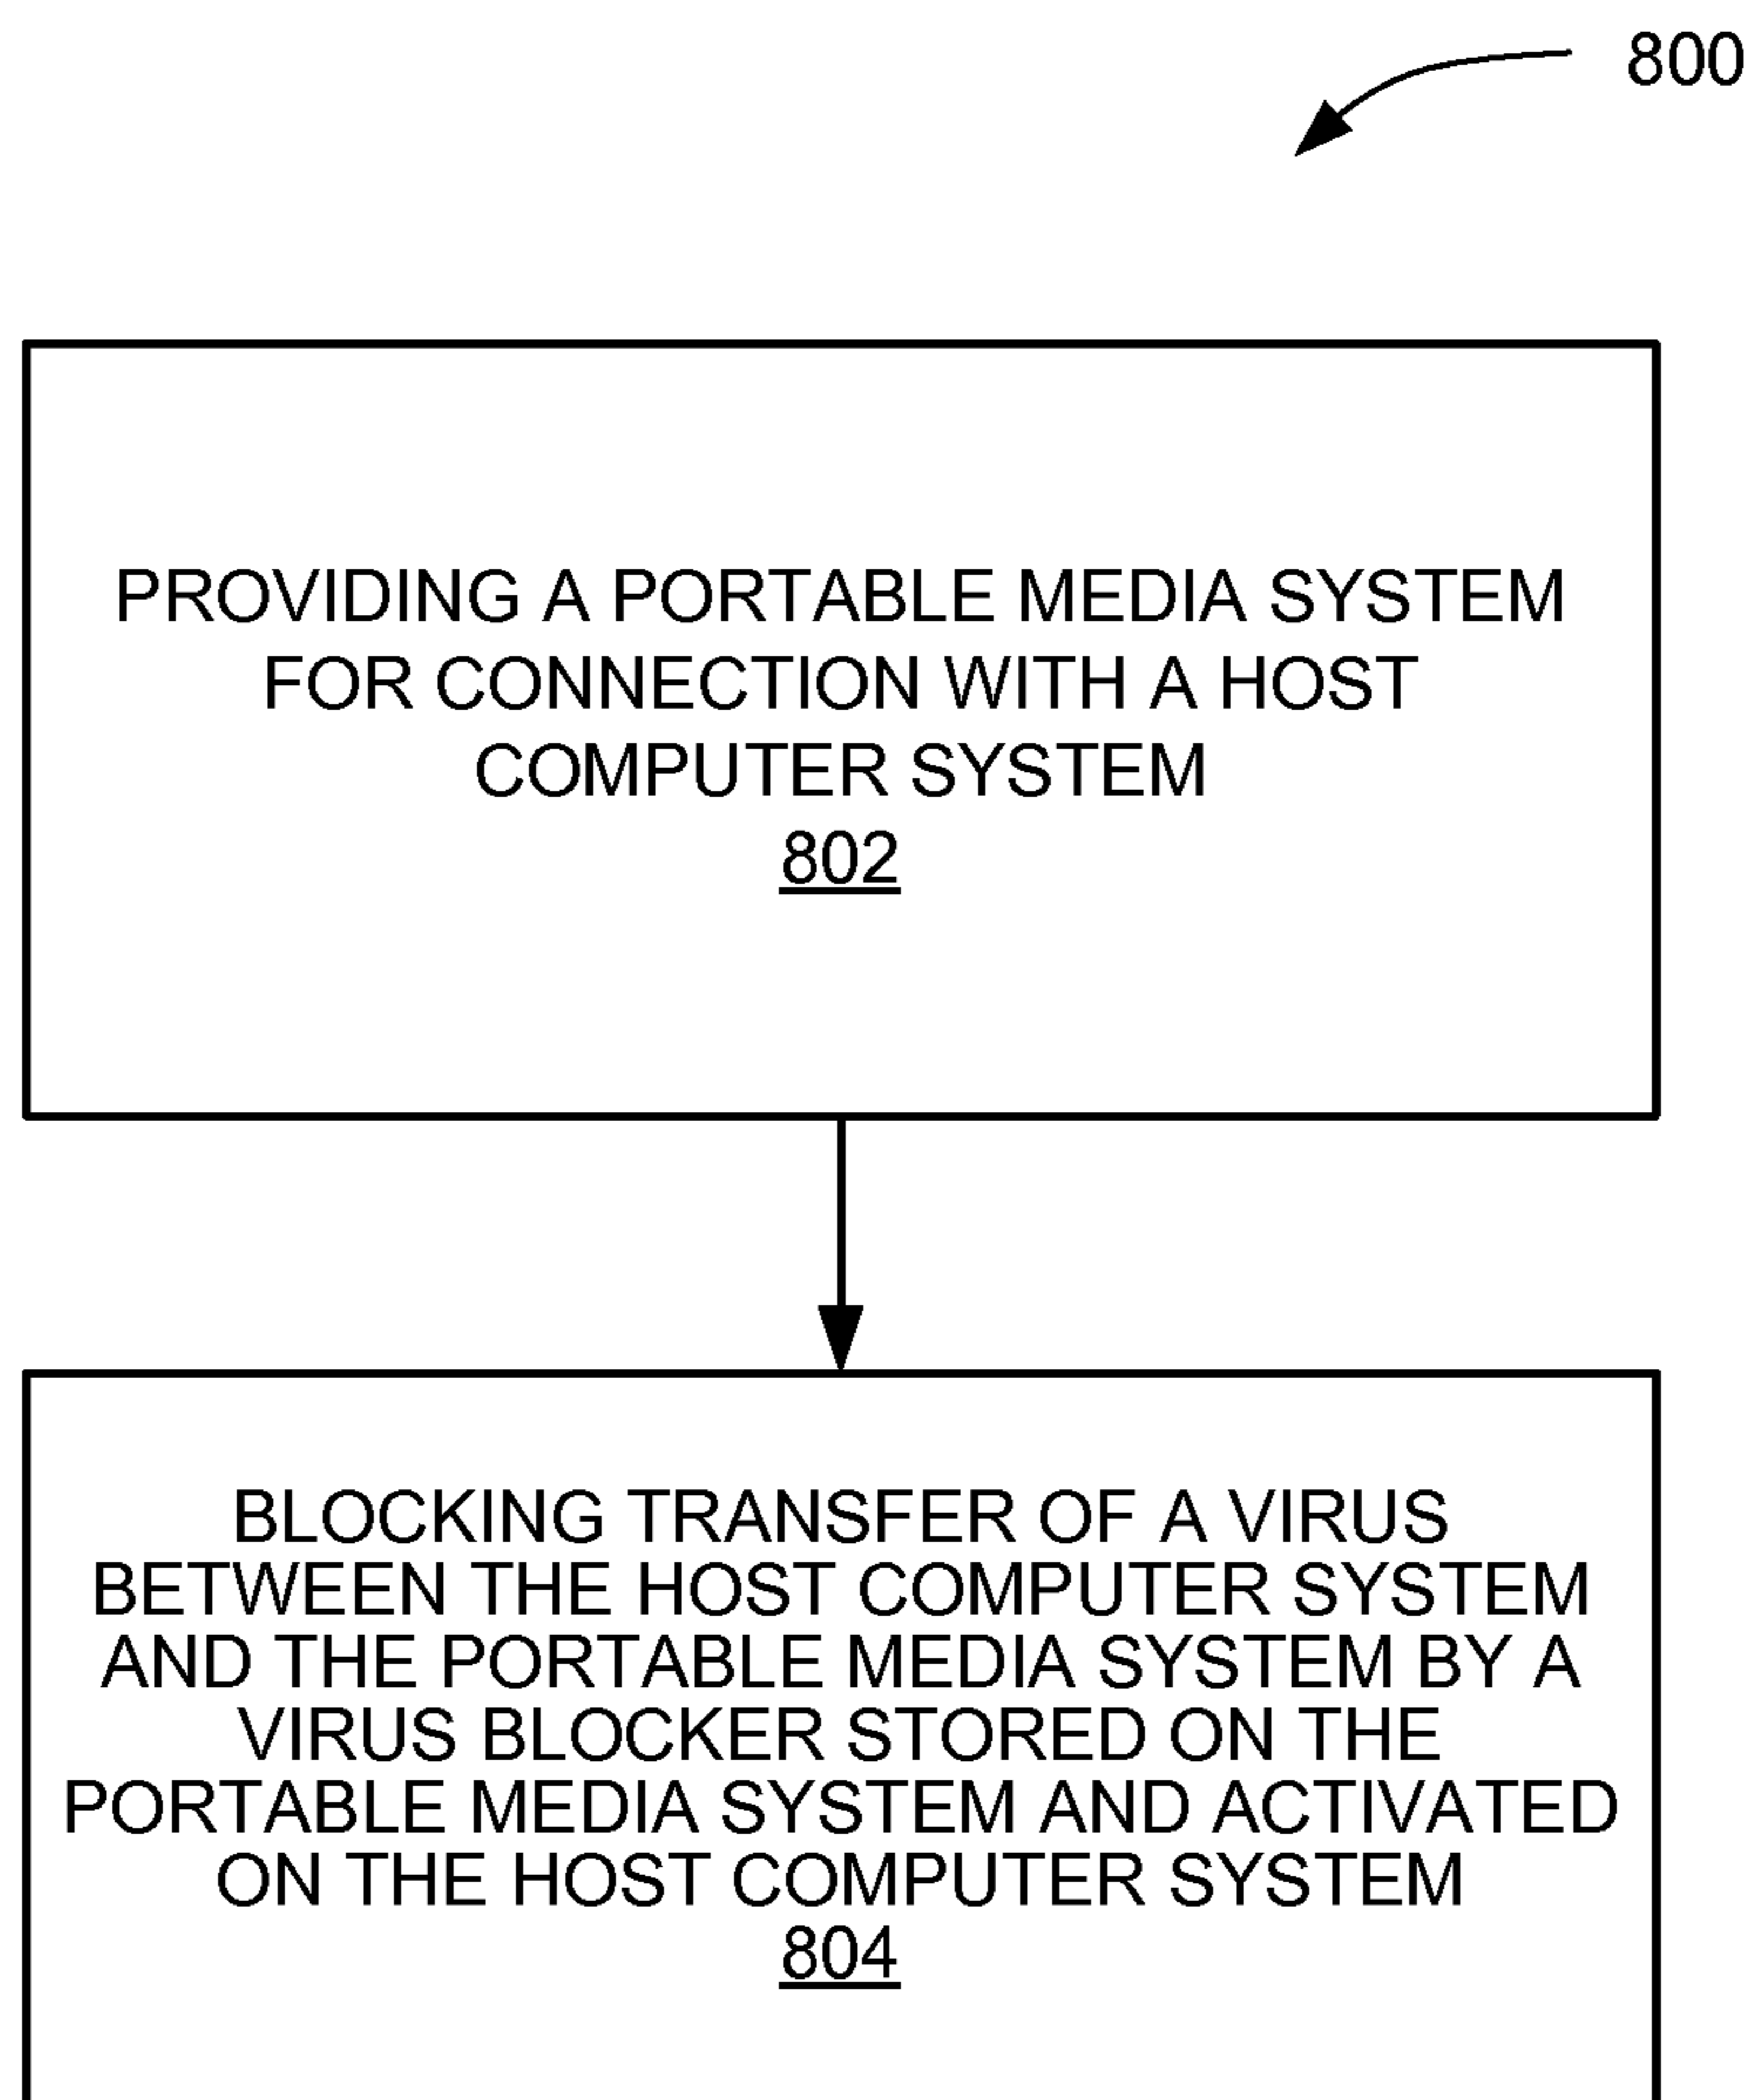 800
PROVIDING A PORTABLE MEDIA SYSTEM
FOR CONNECTION WITH A HOST
COMPUTER SYSTEM
802
BLOCKING TRANSFER OF A VIRUS
BETWEEN THE HOST COMPUTER SYSTEM
AND THE PORTABLE MEDIA SYSTEM BY A
VIRUS BLOCKER STORED ON THE
PORTABLE MEDIA SYSTEM AND ACTIVATED
ON THE HOST COMPUTER SYSTEM
804